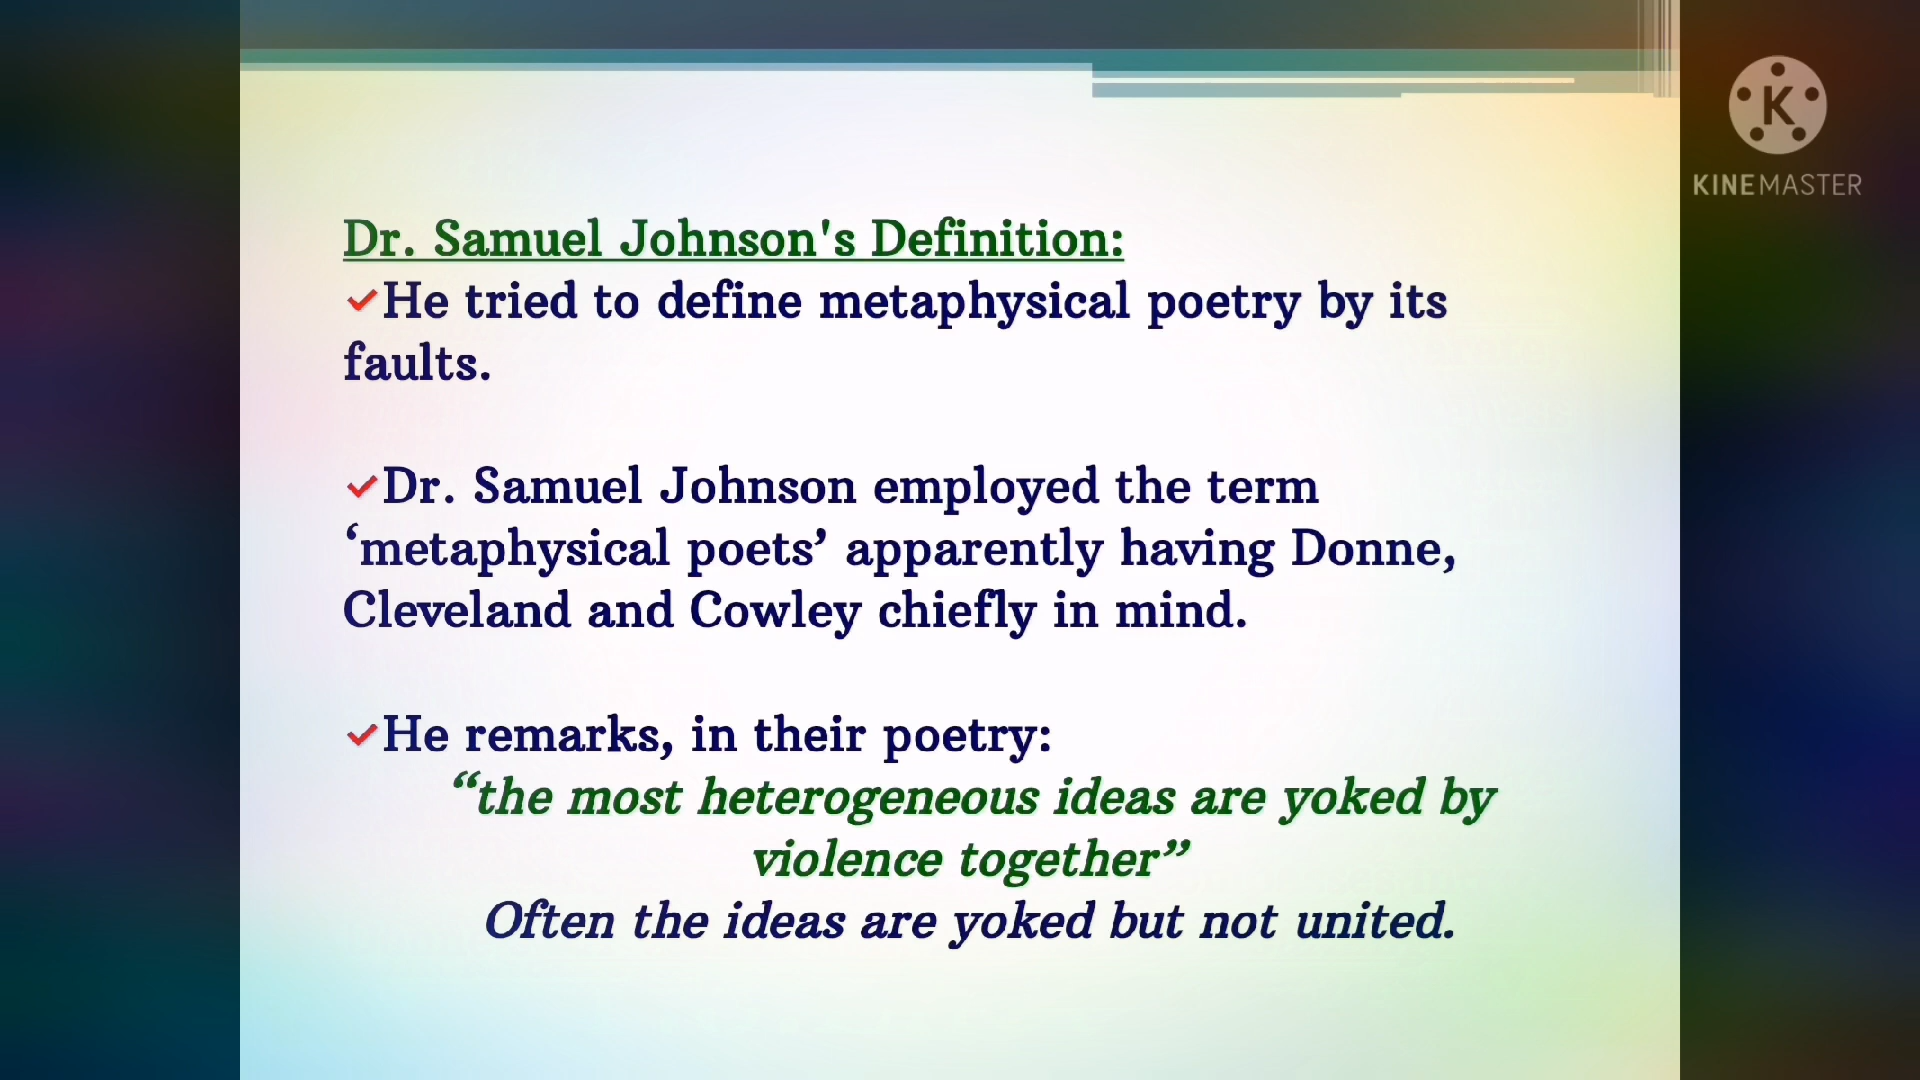 KINEMASTER
Dr. Samuel Johnson's Definition:
✓He tried to define metaphysical poetry by its
faults.
✓Dr. Samuel Johnson employed the term
‘metaphysical poets’ apparently having Donne,
Cleveland and Cowley chiefly in mind.
✓He remarks, in their poetry:
“the most heterogeneous ideas are yoked by
violence together”
Often the ideas are yoked but not united.